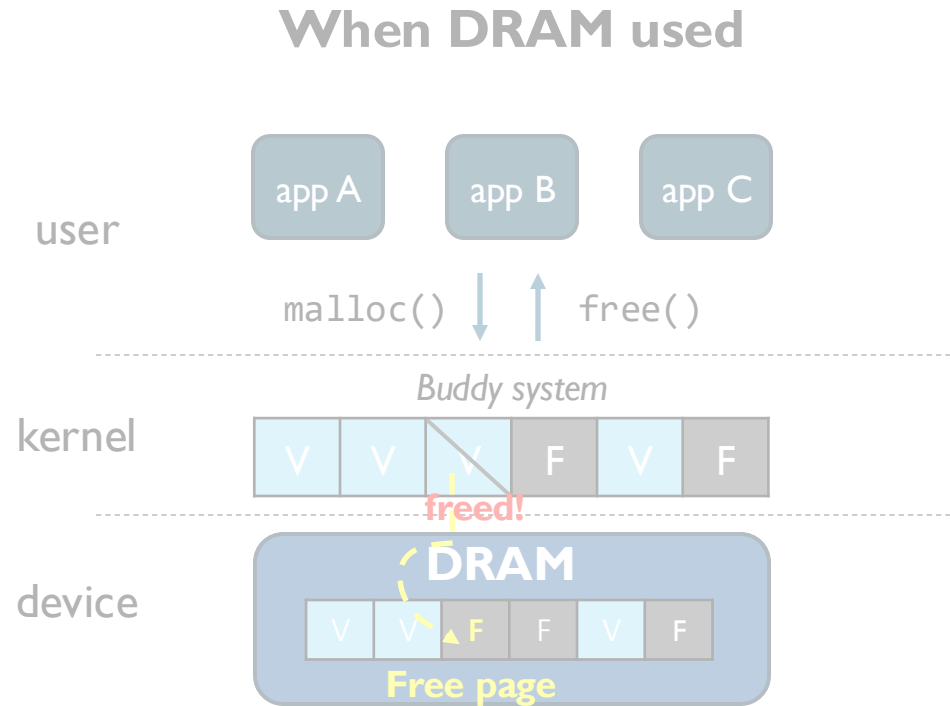 When DRAM used
app A app B app C
user
malloc() free()
Buddy system
kernel
V V V F V F
freed!
DRAM
device
V V F F V F
Free page